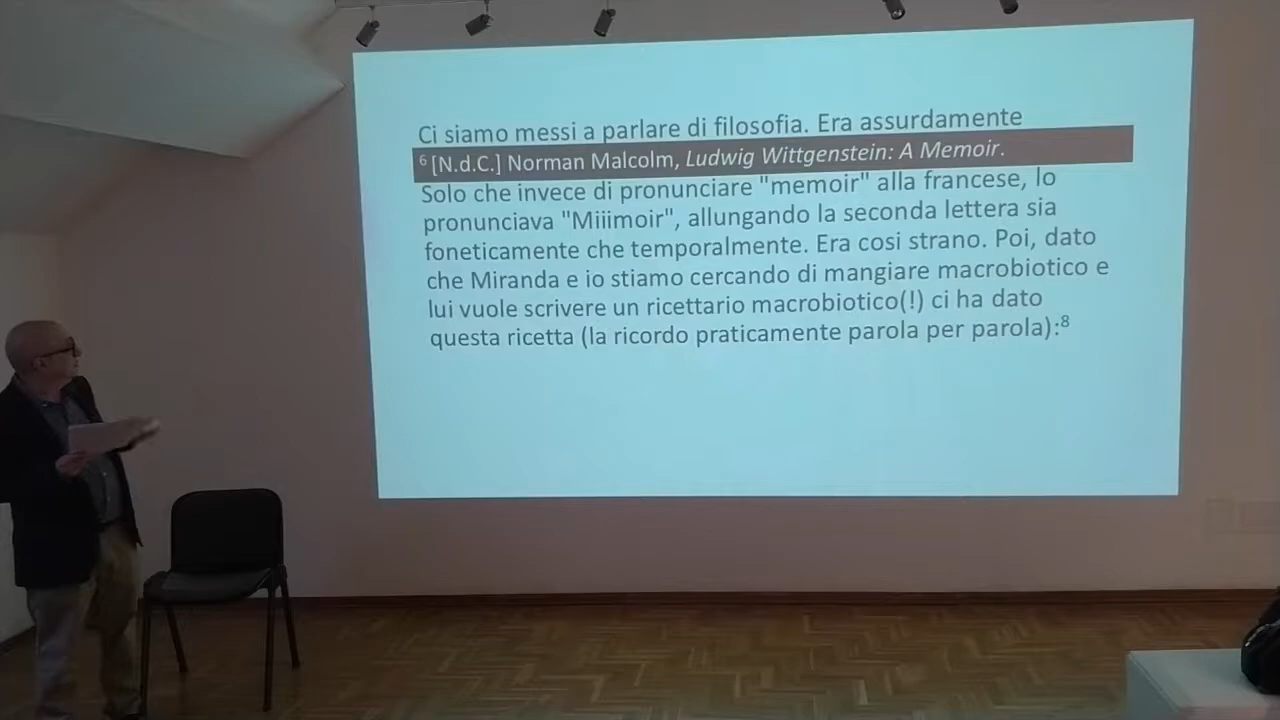 Ci siamo messi a parlare di filosofia. Era assurdamente
⁶ [N.d.C.] Norman Malcolm, Ludwig Wittgenstein: A Memoir.
Solo che invece di pronunciare "memoir" alla francese, lo
pronunciava "Miiimoir", allungando la seconda lettera sia
foneticamente che temporalmente. Era cosi strano. Poi, dato
che Miranda e io stiamo cercando di mangiare macrobiotico e
lui vuole scrivere un ricettario macrobiotico(!) ci ha dato
questa ricetta (la ricordo praticamente parola per parola):⁸